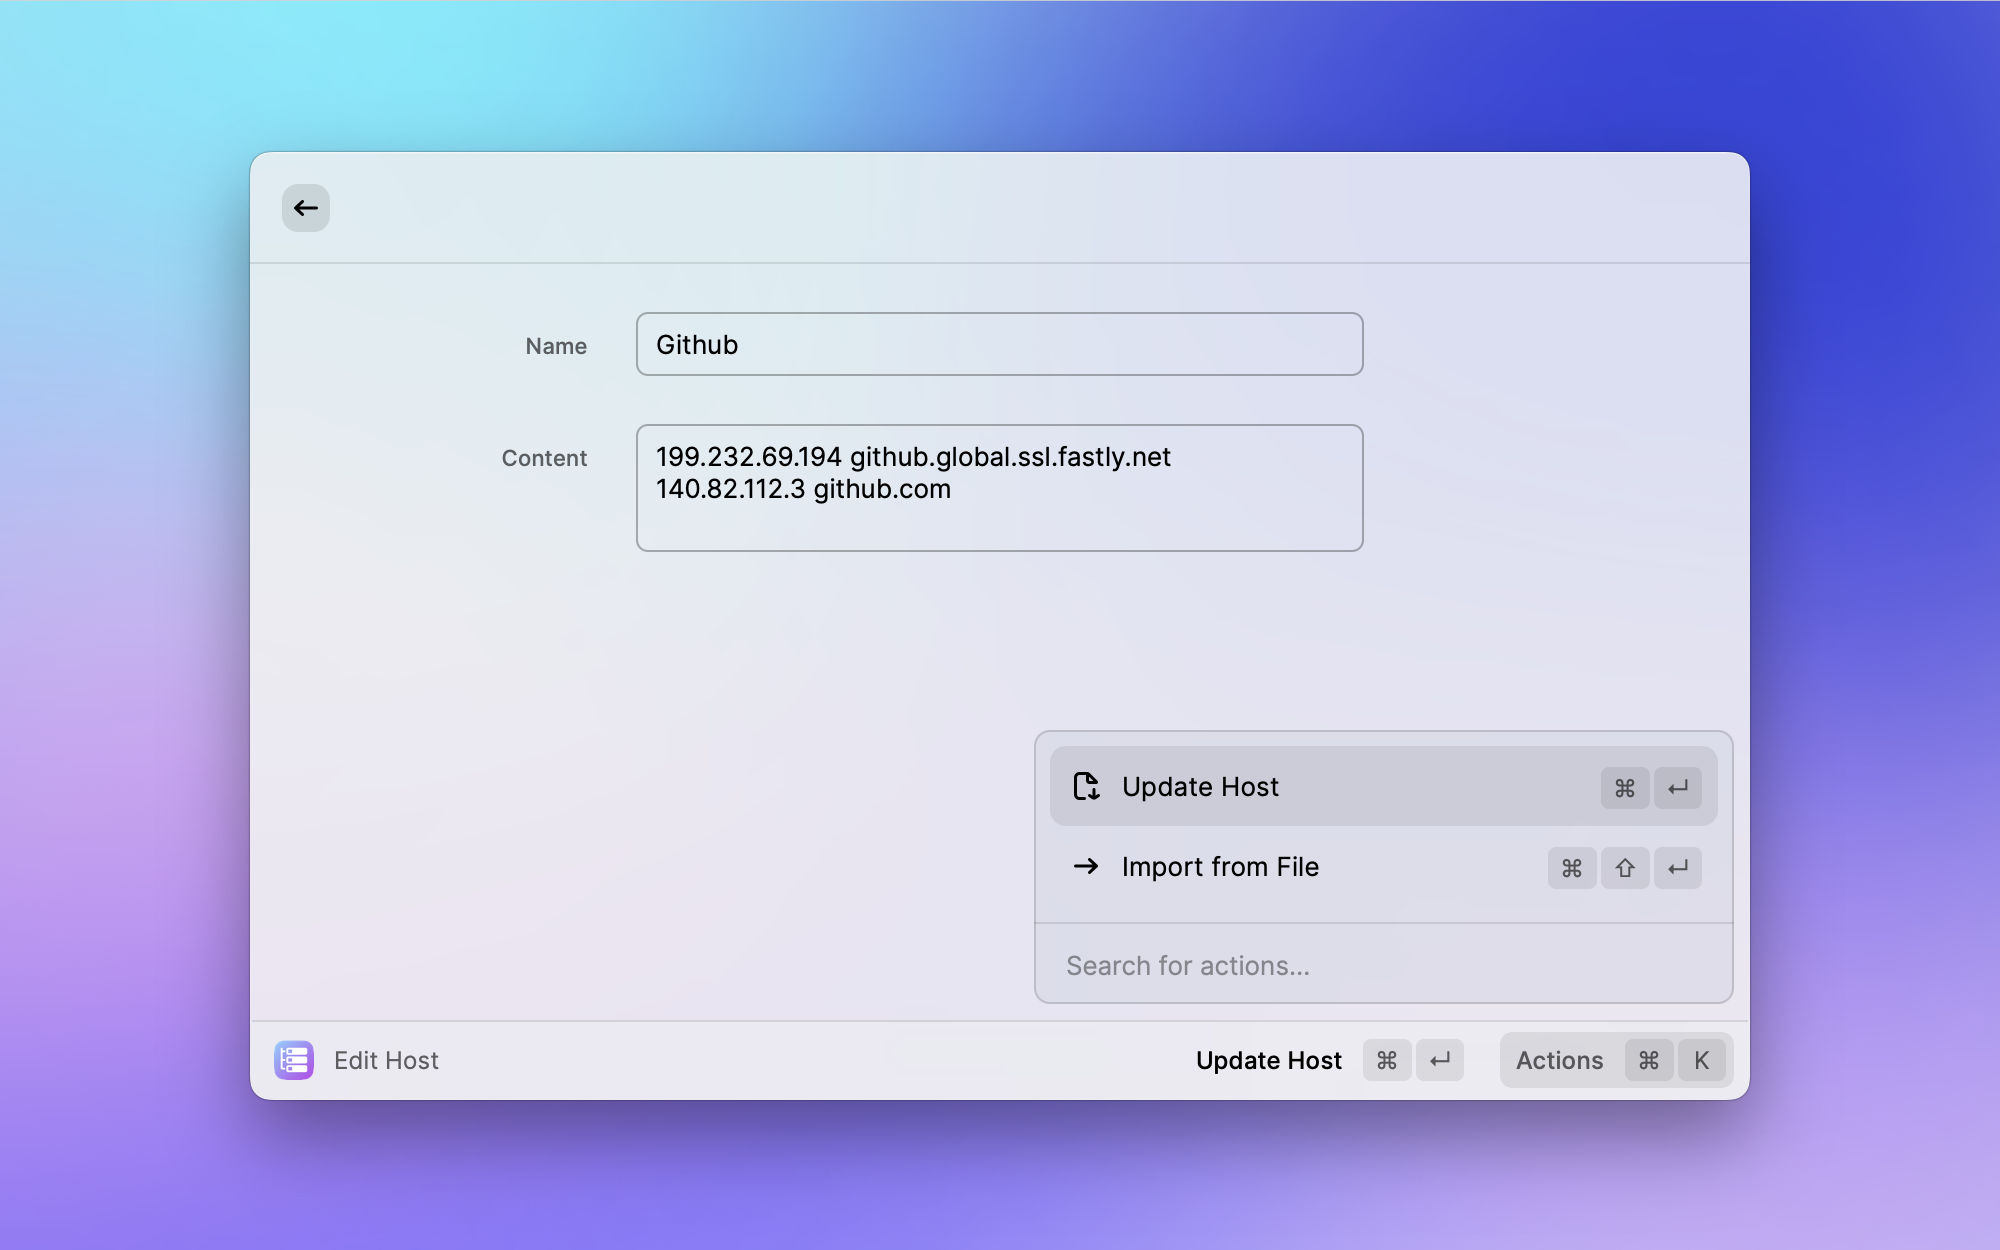 Name
Github
Content
199.232.69.194 github.global.ssl.fastly.net
140.82.112.3 github.com
Update Host ⌘ ↵
Import from File ⌘ ⇧ ↵
Search for actions...
Edit Host
Update Host ⌘ ↵
Actions ⌘ K